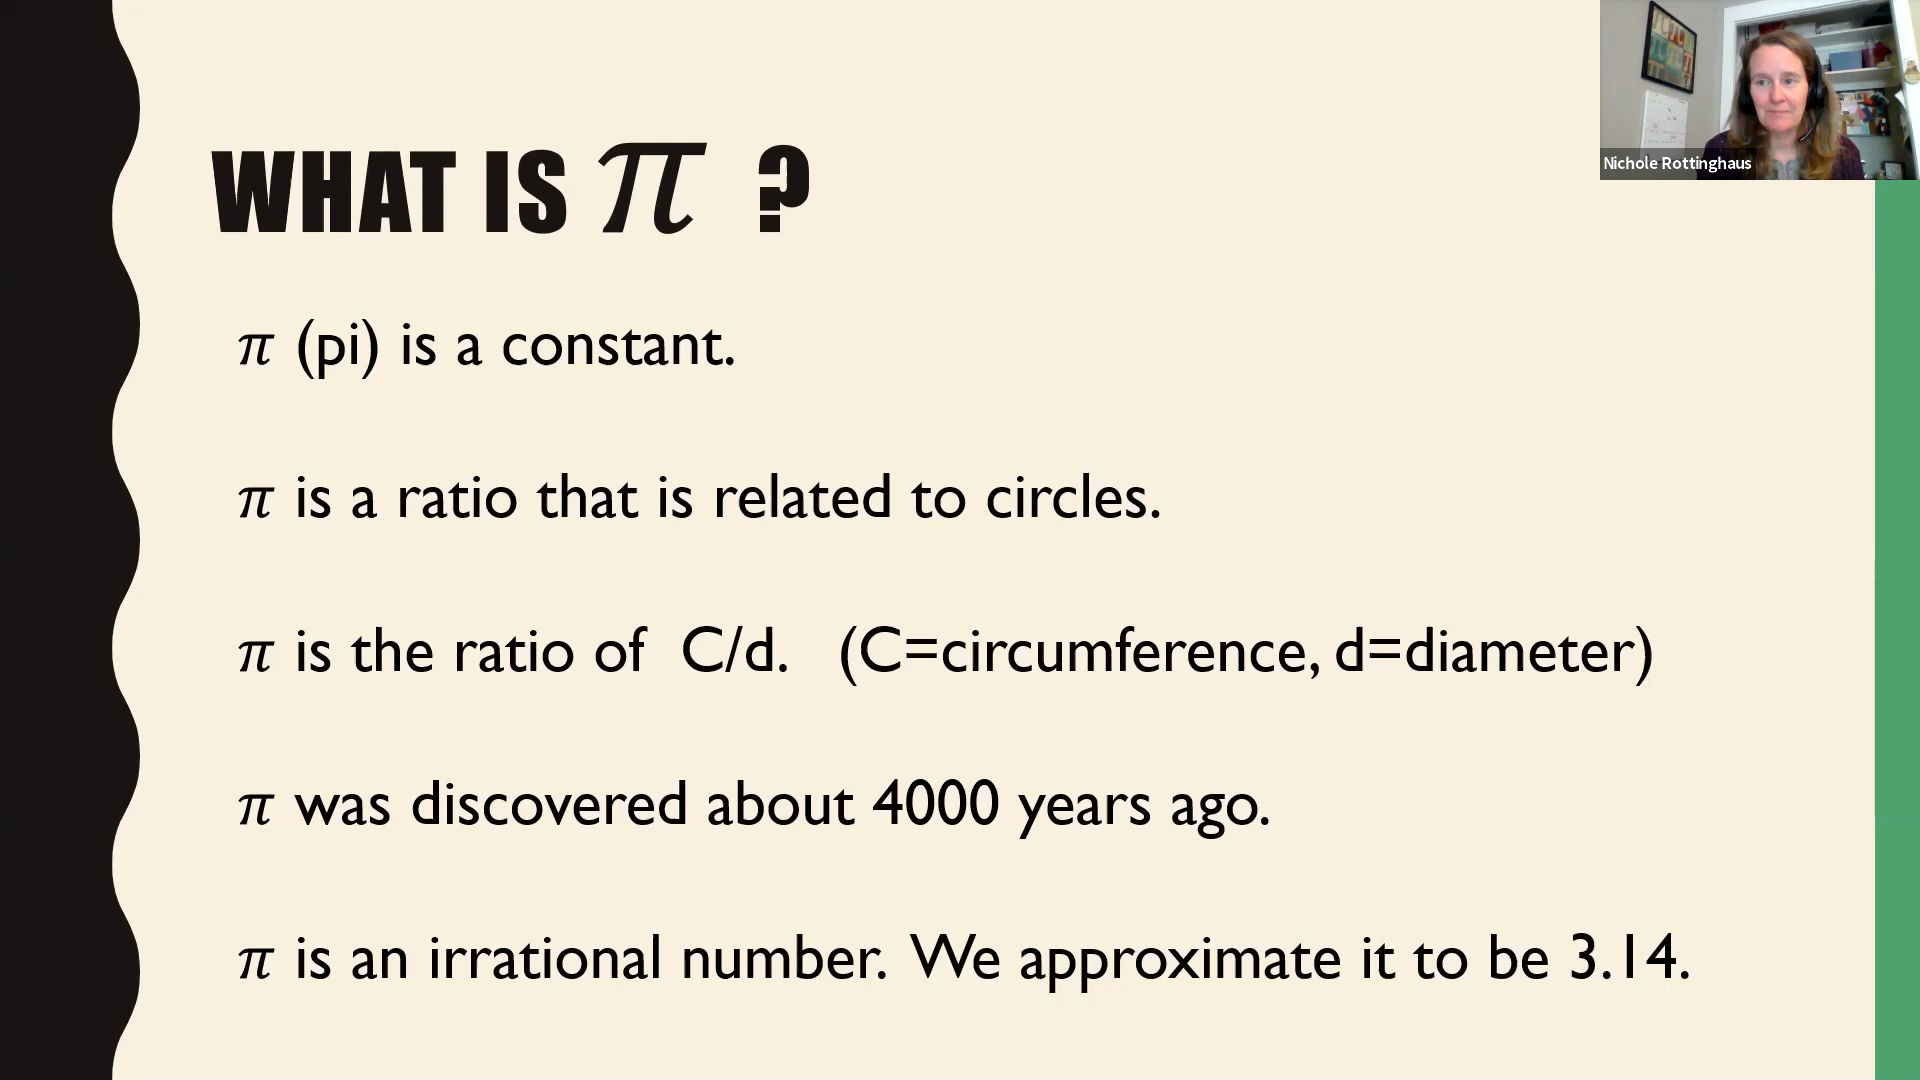 WHAT IS π ?
π (pi) is a constant.
π is a ratio that is related to circles.
π is the ratio of C/d. (C=circumference, d=diameter)
π was discovered about 4000 years ago.
π is an irrational number. We approximate it to be 3.14.
Nichole Rottinghaus